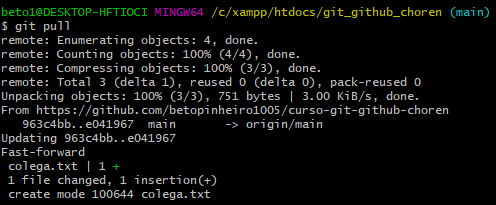 beto1@DESKTOP-HFTIOCI MINGW64 /c/xampp/htdocs/git_github_choren (main)
$ git pull
remote: Enumerating objects: 4, done.
remote: Counting objects: 100% (4/4), done.
remote: Compressing objects: 100% (3/3), done.
remote: Total 3 (delta 1), reused 0 (delta 0), pack-reused 0
Unpacking objects: 100% (3/3), 751 bytes | 3.00 KiB/s, done.
From https://github.com/betopinheiro1005/curso-git-github-choren
   963c4bb..e041967  main       -> origin/main
Updating 963c4bb..e041967
Fast-forward
 colega.txt | 1 +
 1 file changed, 1 insertion(+)
 create mode 100644 colega.txt